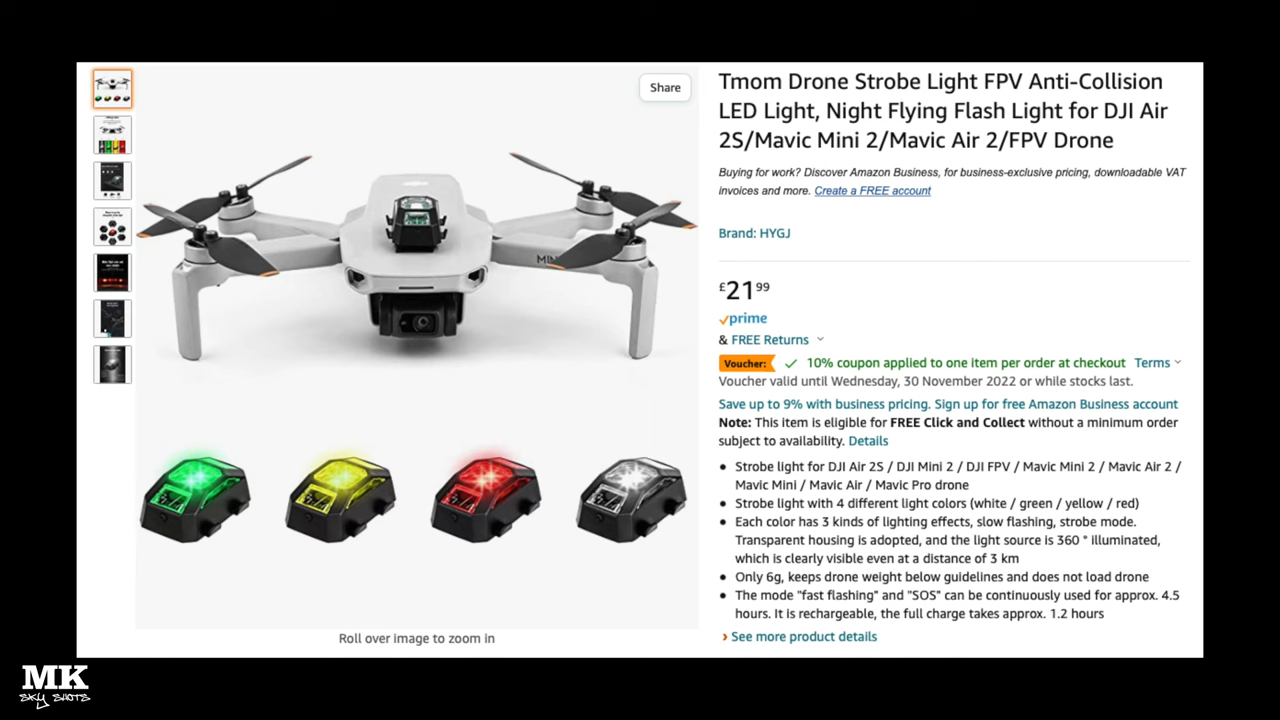 Share
Tmom Drone Strobe Light FPV Anti-Collision
LED Light, Night Flying Flash Light for DJI Air
2S/Mavic Mini 2/Mavic Air 2/FPV Drone
Buying for work? Discover Amazon Business, for business-exclusive pricing, downloadable VAT
invoices and more. Create a FREE account
Brand: HYGJ
£21 99
prime
& FREE Returns
Voucher: 10% coupon applied to one item per order at checkout Terms
Voucher valid until Wednesday, 30 November 2022 or while stocks last.
Save up to 9% with business pricing. Sign up for free Amazon Business account
Note: This item is eligible for FREE Click and Collect without a minimum order
subject to availability. Details
• Strobe light for DJI Air 2S / DJI Mini 2 / DJI FPV / Mavic Mini 2 / Mavic Air 2 /
Mavic Mini / Mavic Air / Mavic Pro drone
• Strobe light with 4 different light colors (white / green / yellow / red)
• Each color has 3 kinds of lighting effects, slow flashing, strobe mode.
Transparent housing is adopted, and the light source is 360 ° illuminated,
which is clearly visible even at a distance of 3 km
• Only 6g, keeps drone weight below guidelines and does not load drone
• The mode "fast flashing" and "SOS" can be continuously used for approx. 4.5
hours. It is rechargeable, the full charge takes approx. 1.2 hours
› See more product details
Roll over image to zoom in
MK
SKY SHOTS